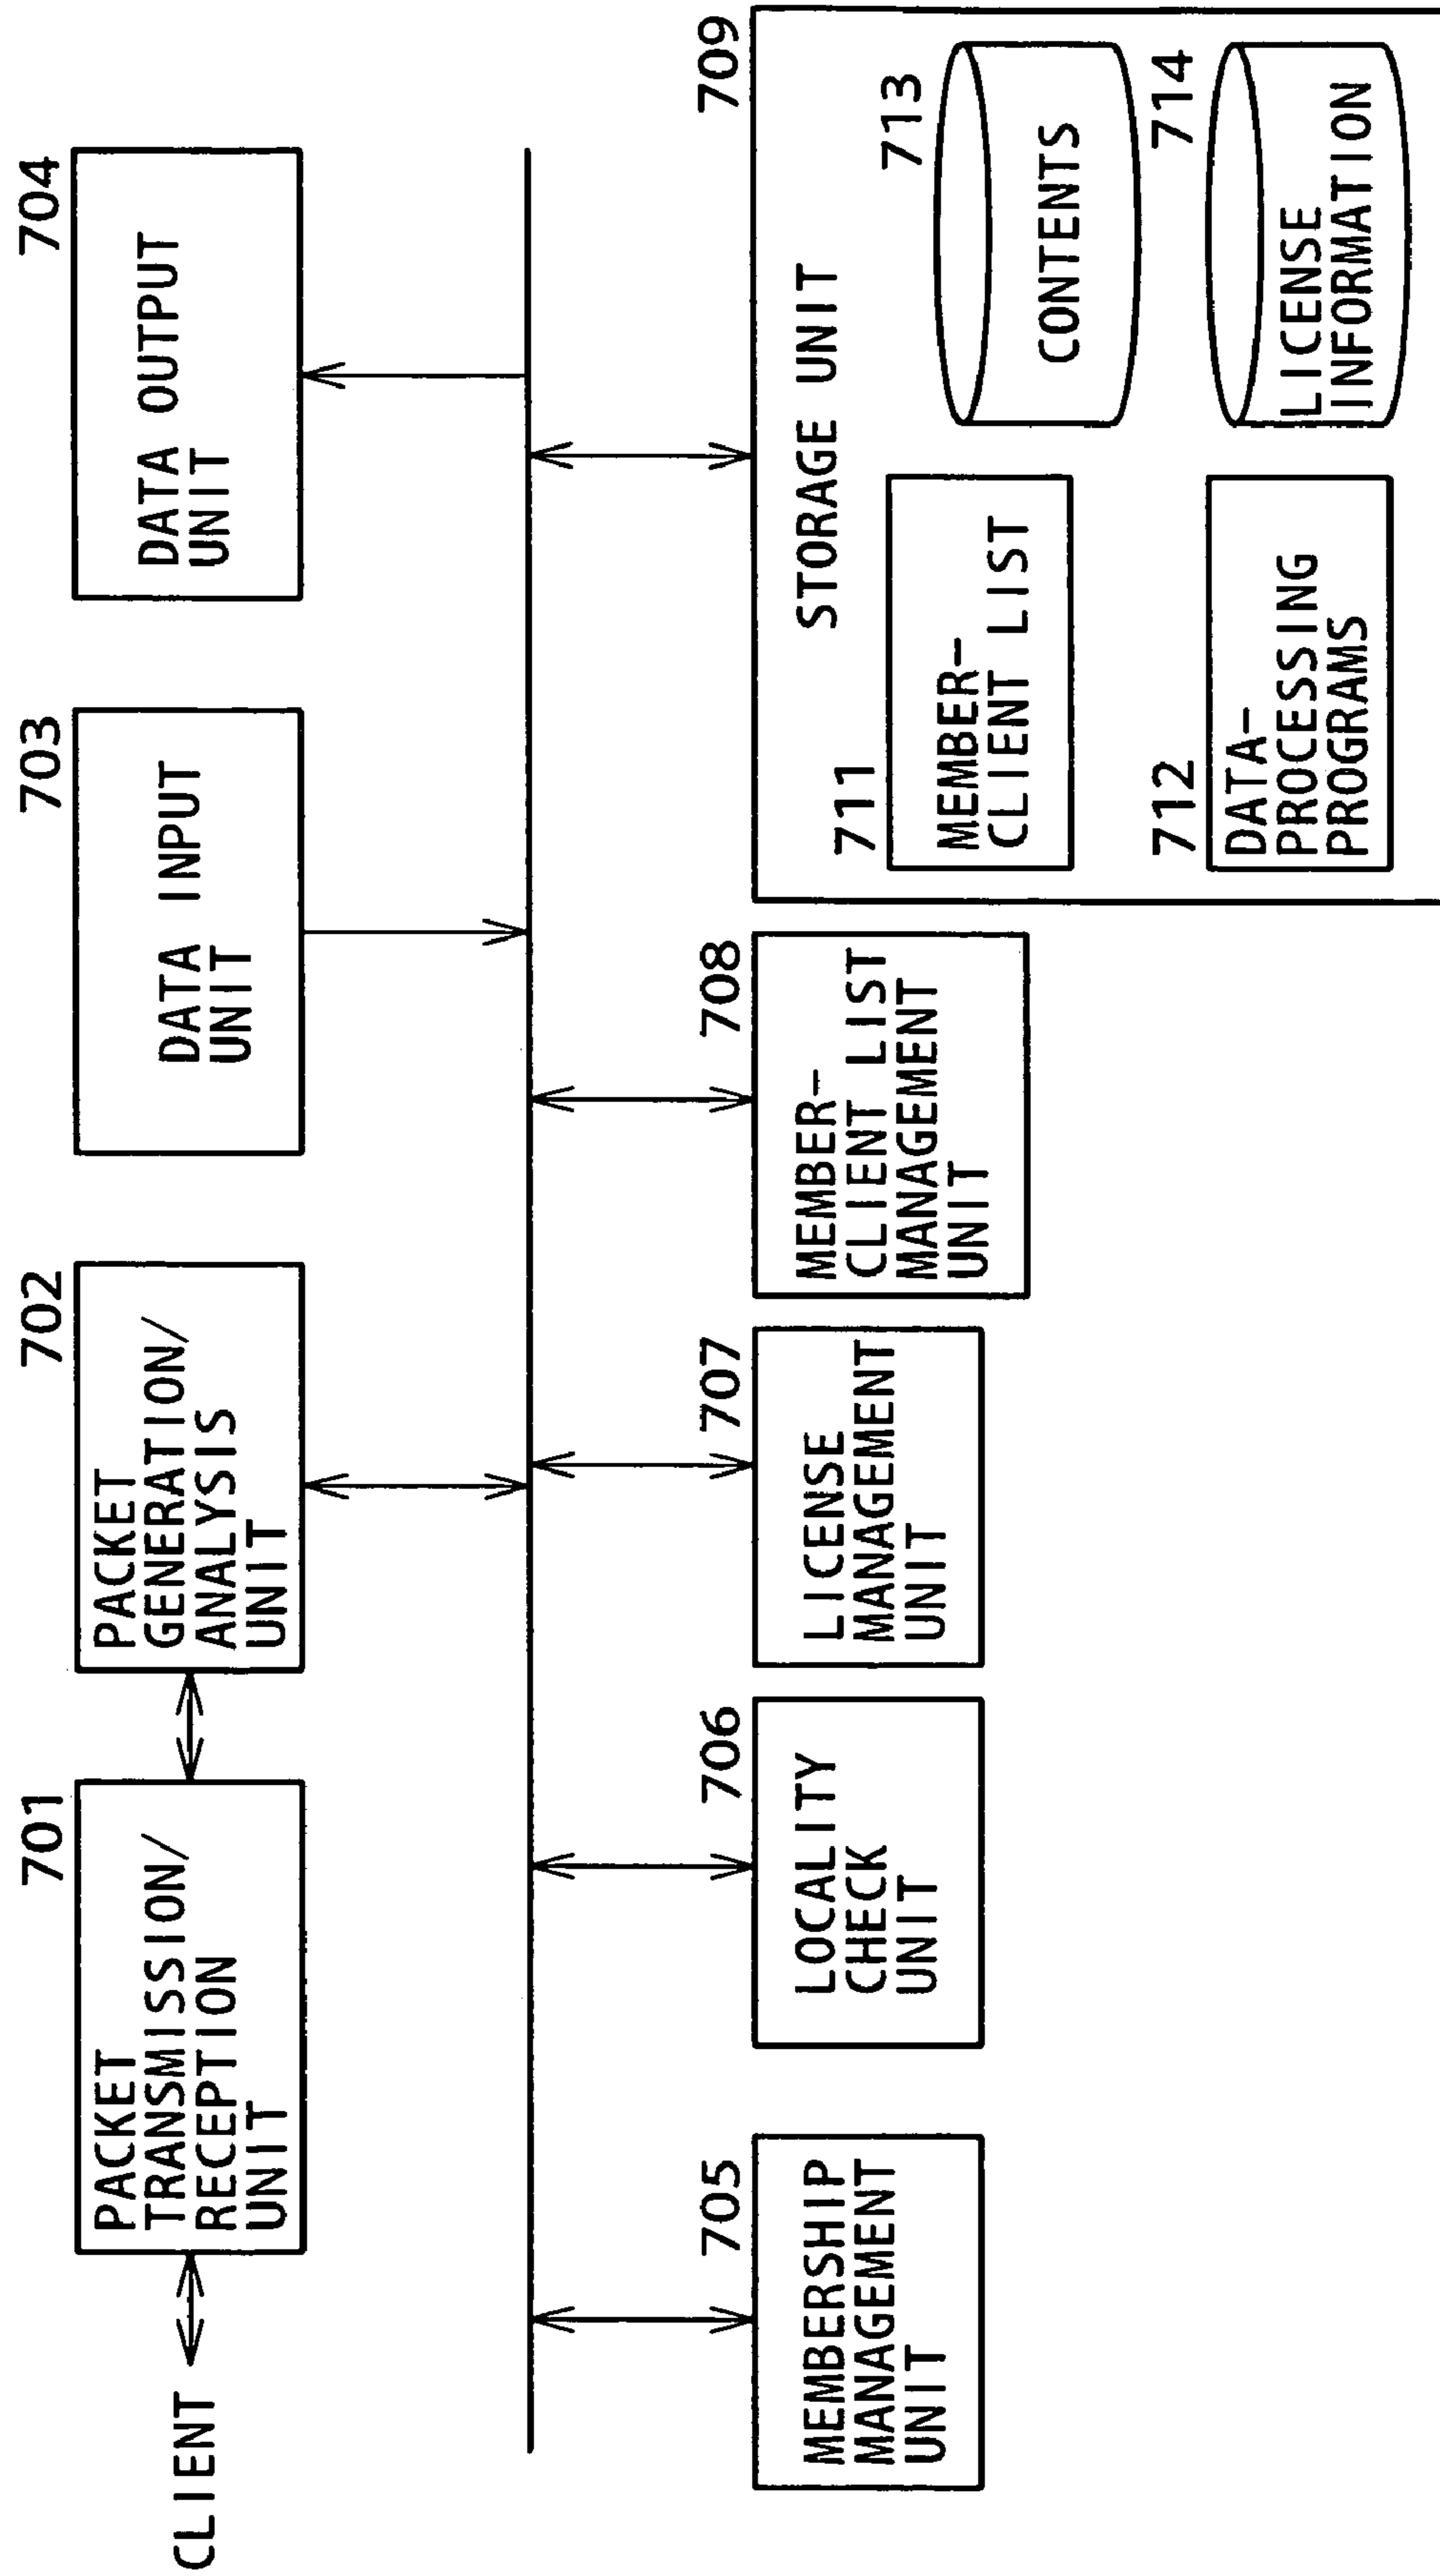 CLIENT
701
PACKET
TRANSMISSION/
RECEPTION
UNIT
702
PACKET
GENERATION/
ANALYSIS
UNIT
703
DATA INPUT
UNIT
704
DATA OUTPUT
UNIT
705
MEMBERSHIP
MANAGEMENT
UNIT
706
LOCALITY
CHECK
UNIT
707
LICENSE
MANAGEMENT
UNIT
708
MEMBER-
CLIENT LIST
MANAGEMENT
UNIT
709
STORAGE UNIT
711
MEMBER-
CLIENT LIST
713
CONTENTS
712
DATA-
PROCESSING
PROGRAMS
714
LICENSE
INFORMATION